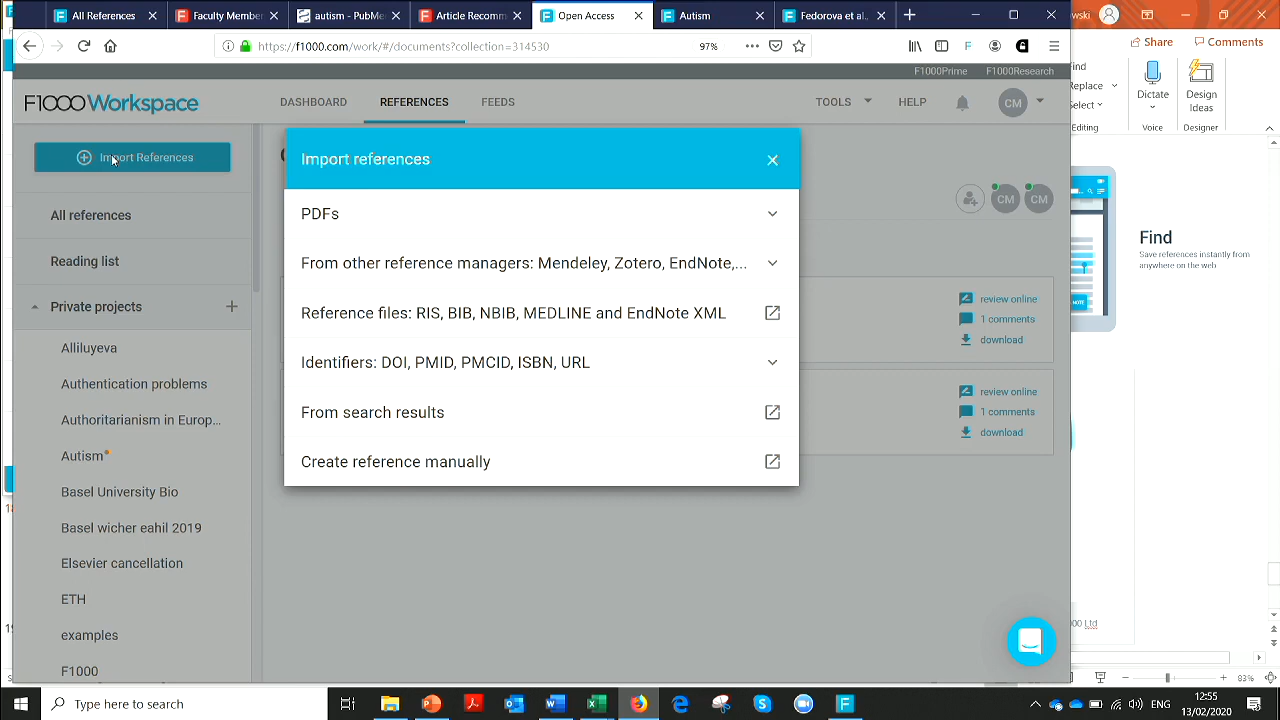 All References
Faculty Member
autism - PubMe
Article Recomm
Open Access
Autism
Fedorova et al.,
https://f1000.com/work/#/documents?collection=314530
97%
ski
Share
Comments
F1000Prime
F1000Research
F1000Workspace
DASHBOARD
REFERENCES
FEEDS
TOOLS
HELP
CM
Find
Replace
Select
Editing
Dictate
Voice
Design
Ideas
Designer
Import References
Import references
PDFs
From other reference managers: Mendeley, Zotero, EndNote,...
Reference files: RIS, BIB, NBIB, MEDLINE and EndNote XML
Identifiers: DOI, PMID, PMCID, ISBN, URL
From search results
Create reference manually
All references
Reading list
Private projects
Alliluyeva
Authentication problems
Authoritarianism in Europ...
Autism
Basel University Bio
Basel wicher eahil 2019
Elsevier cancellation
ETH
examples
F1000
CM
CM
review online
1 comments
download
review online
1 comments
download
Find
Save references instantly from
anywhere on the web
00 Ltd
83%
Type here to search
ENG
12:55
13/02/2020